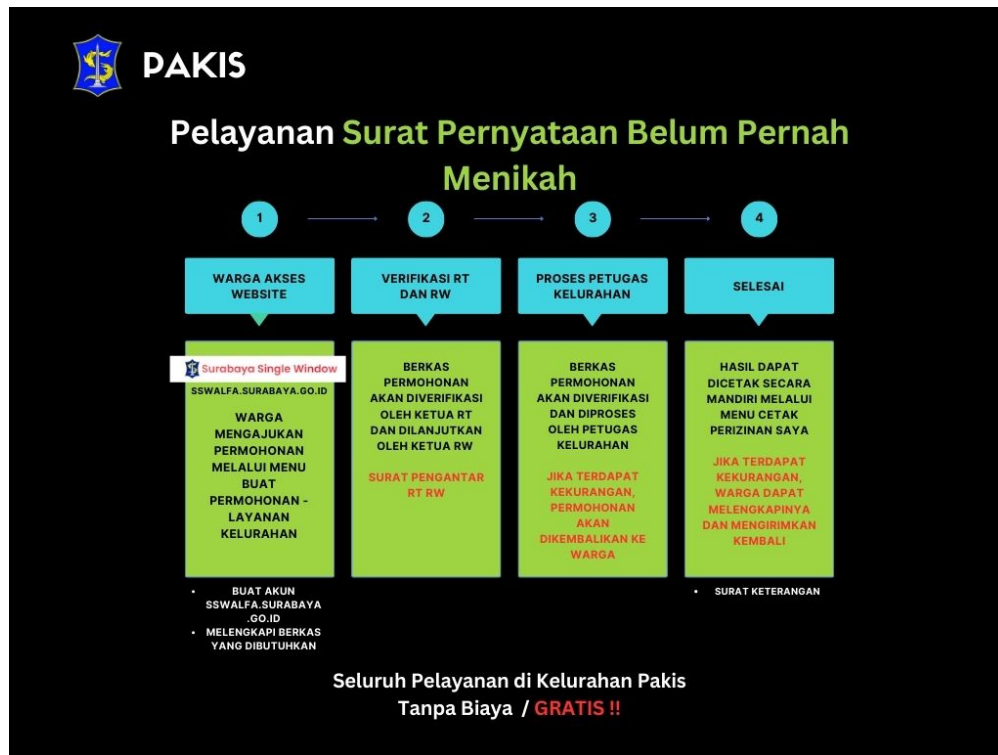 PAKIS
Pelayanan Surat Pernyataan Belum Pernah
Menikah
1
2
3
4
WARGA AKSES
WEBSITE
VERIFIKASI RT
DAN RW
PROSES PETUGAS
KELURAHAN
SELESAI
Surabaya Single Window
SSWALFA.SURABAYA.GO.ID
WARGA
MENGAJUKAN
PERMOHONAN
MELALUI MENU
BUAT
PERMOHONAN -
LAYANAN
KELURAHAN
• BUAT AKUN
SSWALFA.SURABAYA
.GO.ID
• MELENGKAPI BERKAS
YANG DIBUTUHKAN
BERKAS
PERMOHONAN
AKAN DIVERIFIKASI
OLEH KETUA RT
DAN DILANJUTKAN
OLEH KETUA RW
SURAT PENGANTAR
RT RW
BERKAS
PERMOHONAN
AKAN DIVERIFIKASI
DAN DIPROSES
OLEH PETUGAS
KELURAHAN
JIKA TERDAPAT
KEKURANGAN,
PERMOHONAN
AKAN
DIKEMBALIKAN KE
WARGA
HASIL DAPAT
DICETAK SECARA
MANDIRI MELALUI
MENU CETAK
PERIZINAN SAYA
JIKA TERDAPAT
KEKURANGAN,
WARGA DAPAT
MELENGKAPINYA
DAN MENGIRIMKAN
KEMBALI
• SURAT KETERANGAN
Seluruh Pelayanan di Kelurahan Pakis
Tanpa Biaya / GRATIS !!